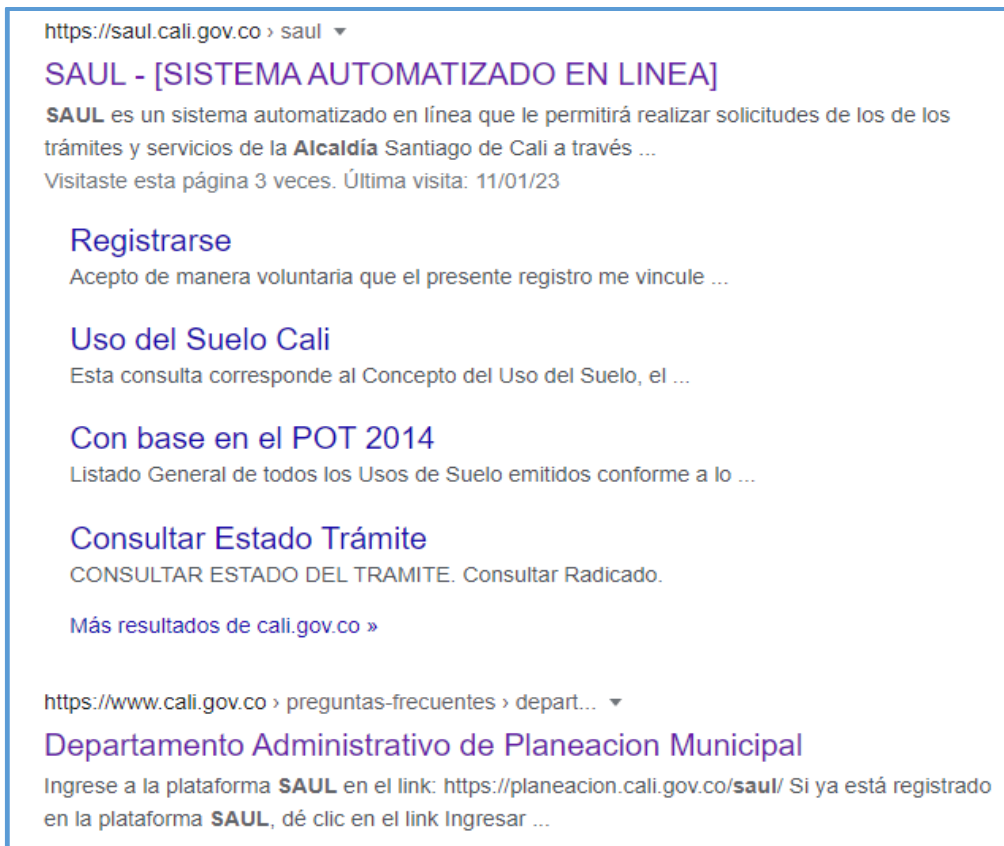 https://saul.cali.gov.co › saul
SAUL - [SISTEMA AUTOMATIZADO EN LINEA]
SAUL es un sistema automatizado en línea que le permitirá realizar solicitudes de los de los
trámites y servicios de la Alcaldía Santiago de Cali a través ...
Visitaste esta página 3 veces. Última visita: 11/01/23
Registrarse
Acepto de manera voluntaria que el presente registro me vincule ...
Uso del Suelo Cali
Esta consulta corresponde al Concepto del Uso del Suelo, el ...
Con base en el POT 2014
Listado General de todos los Usos de Suelo emitidos conforme a lo ...
Consultar Estado Trámite
CONSULTAR ESTADO DEL TRAMITE. Consultar Radicado.
Más resultados de cali.gov.co »
https://www.cali.gov.co › preguntas-frecuentes › depart...
Departamento Administrativo de Planeacion Municipal
Ingrese a la plataforma SAUL en el link: https://planeacion.cali.gov.co/saul/ Si ya está registrado
en la plataforma SAUL, dé clic en el link Ingresar ...